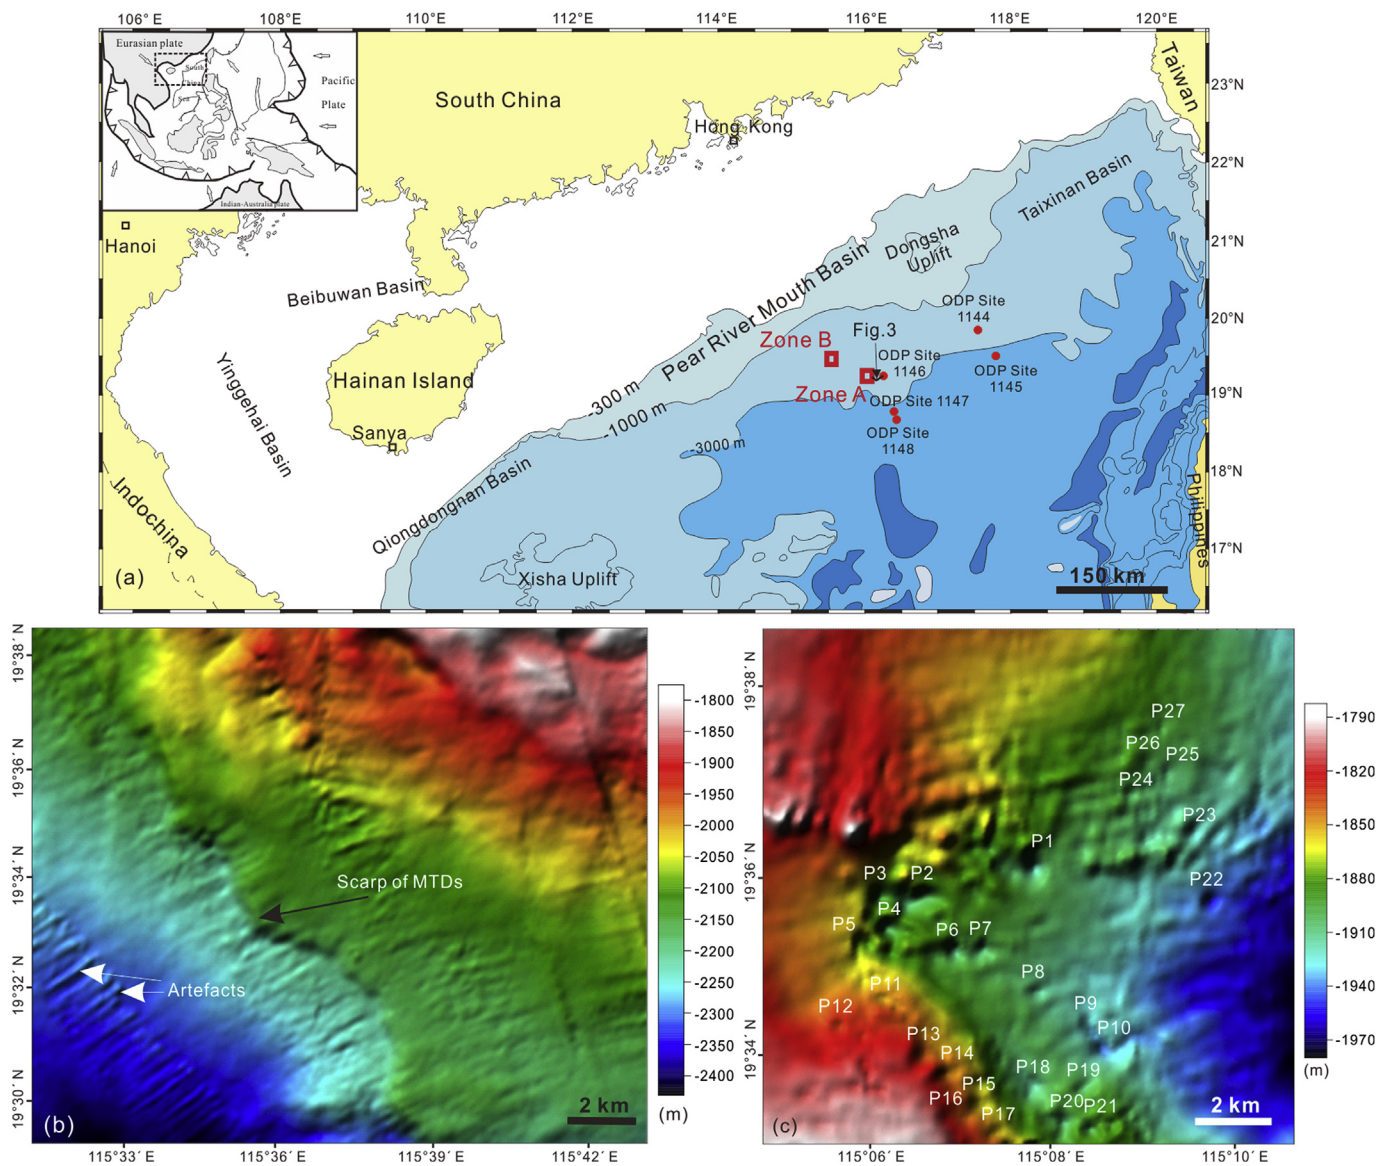 106° E
108° E
110°E
112°E
114°E
116°E
118°E
120°E
Eurasian plate
South
China
Sea
Pacific
Plate
Indian-Australia plate
South China
Hong Kong
Taiwan
23°N
22°N
21°N
20°N
19°N
18°N
17°N
Hanoi
Beibuwan Basin
Yinggehai Basin
Hainan Island
Sanya
Indochina
Qiongdongnan Basin
Xisha Uplift
Pear River Mouth Basin
Dongsha
Uplift
Taixinan Basin
-300 m
-1000 m
-3000 m
Zone B
Zone A
Fig.3
ODP Site
1144
ODP Site
1146
ODP Site
1145
ODP Site 1147
ODP Site
1148
Philippines
150 km
(a)
19°38′ N
19°36′ N
19°34′ N
19°32′ N
19°30′ N
Scarp of MTDs
Artefacts
2 km
(b)
115°33′ E
115°36′ E
115°39′ E
115°42′ E
-1800
-1850
-1900
-1950
-2000
-2050
-2100
-2150
-2200
-2250
-2300
-2350
-2400
(m)
19°38′ N
19°36′ N
19°34′ N
P27
P26
P25
P24
P23
P1
P3
P2
P22
P4
P5
P6
P7
P8
P11
P12
P9
P10
P13
P14
P18
P19
P15
P16
P20
P21
P17
2 km
(c)
115°06′ E
115°08′ E
115°10′ E
-1790
-1820
-1850
-1880
-1910
-1940
-1970
(m)